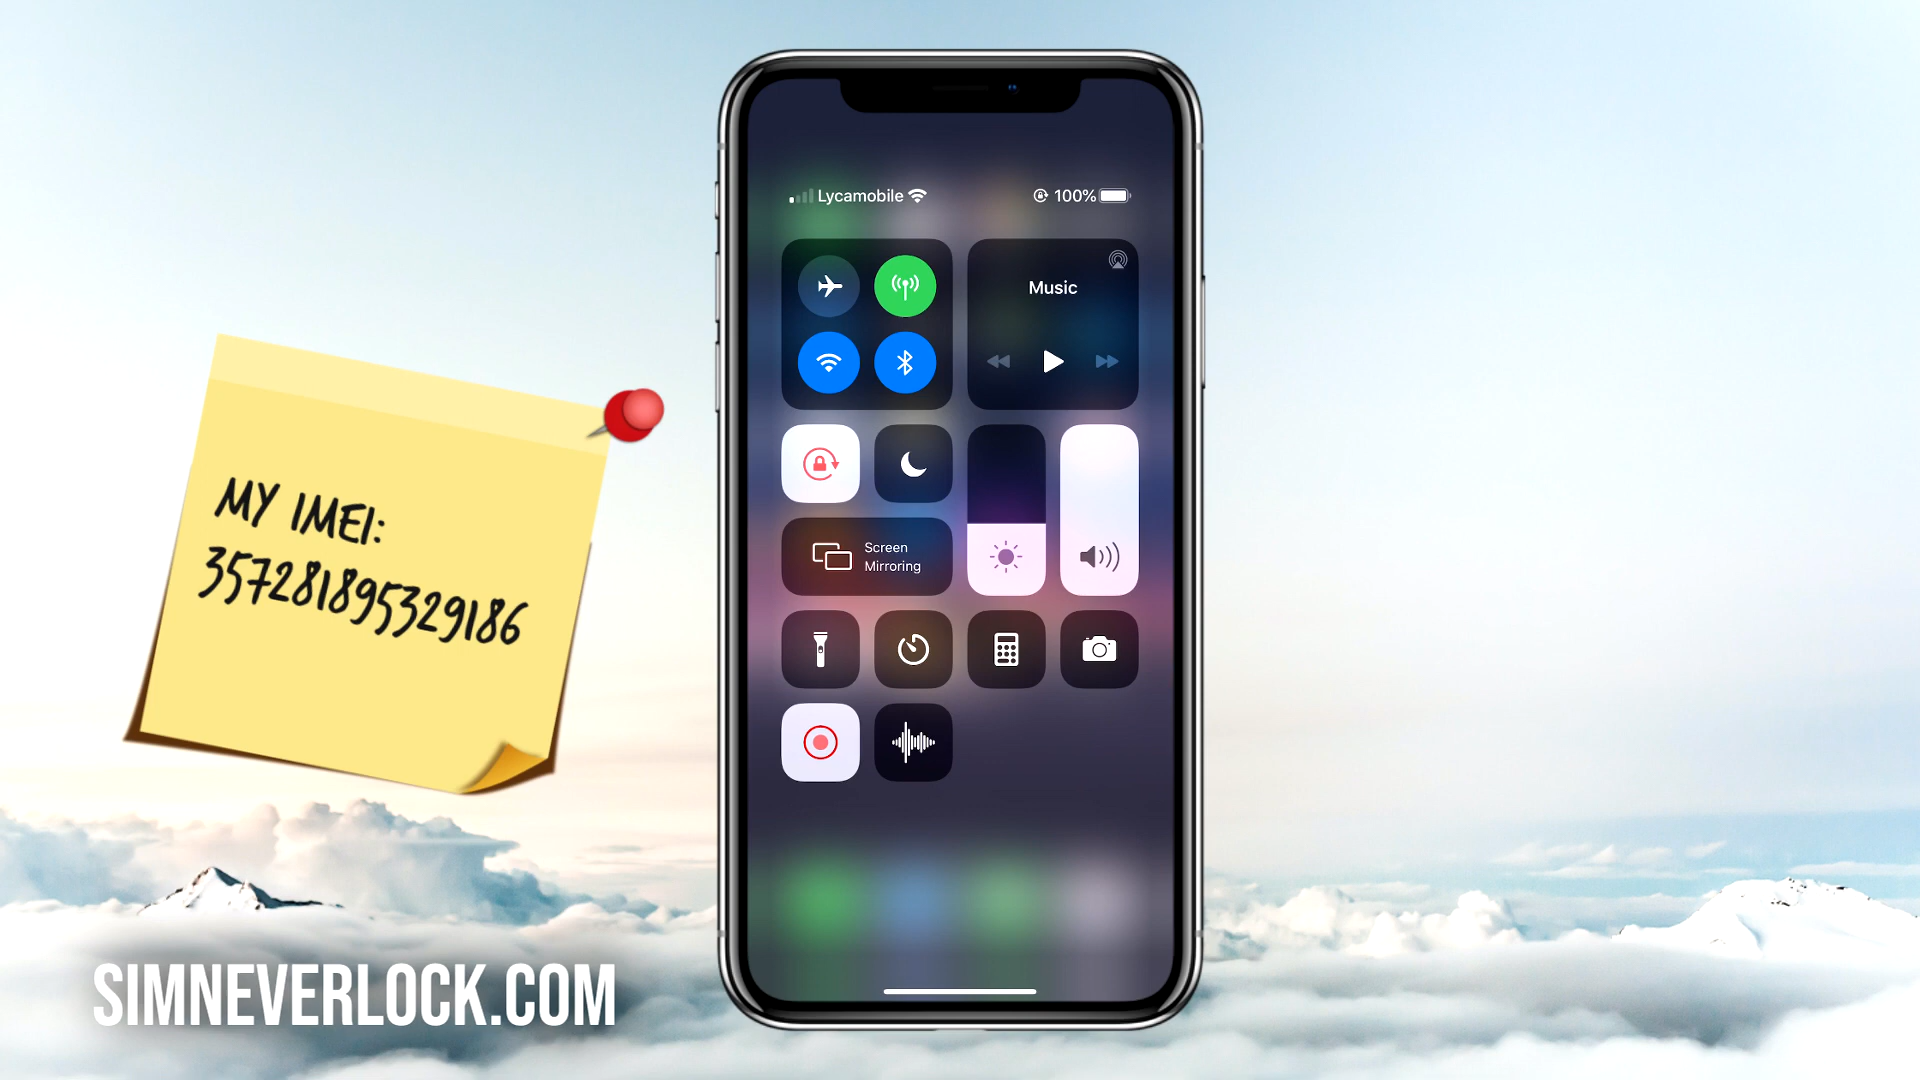 Lycamobile
100%
Music
MY IMEI:
357281895329186
Screen
Mirroring
SIMNEVERLOCK.COM